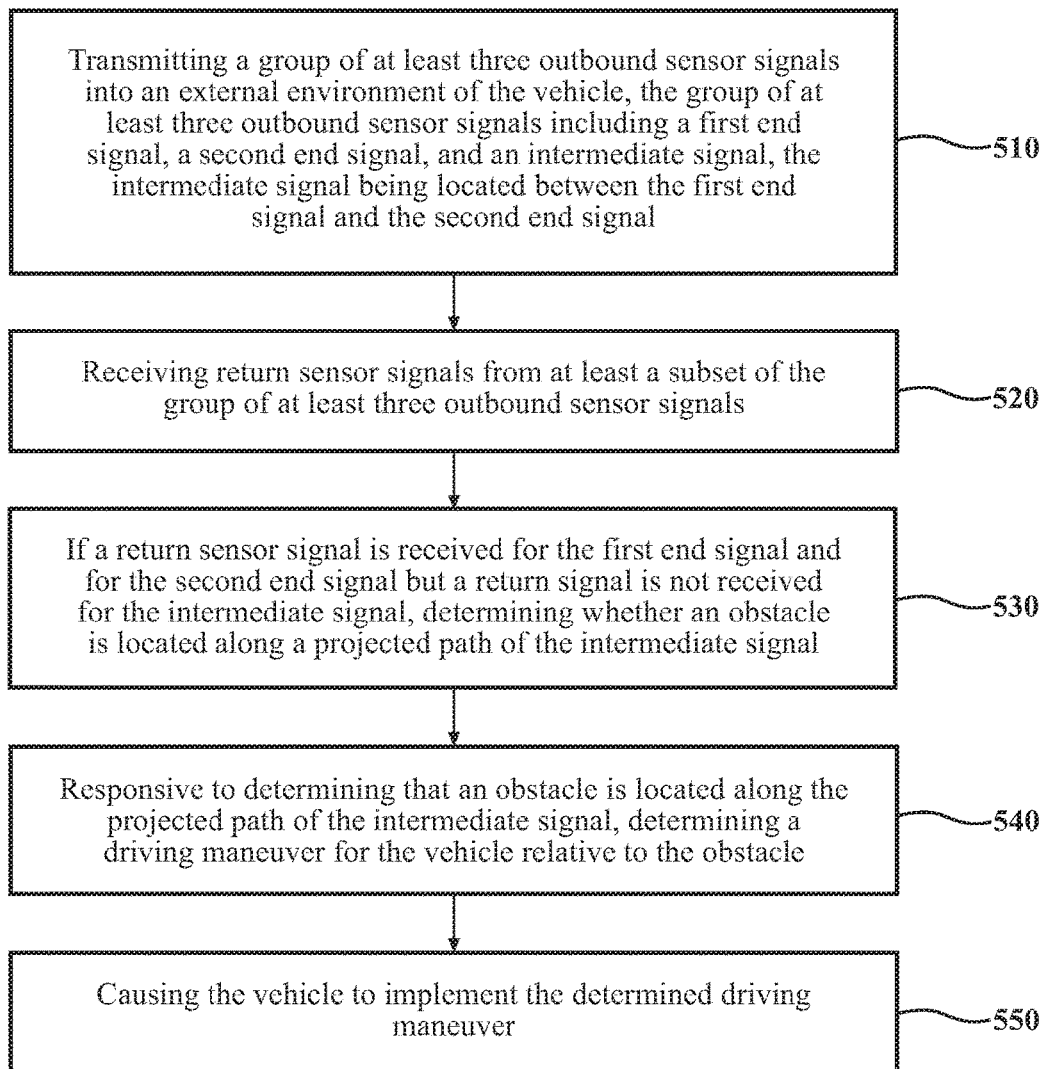 Transmitting a group of at least three outbound sensor signals
into an external environment of the vehicle, the group of at
least three outbound sensor signals including a first end
signal, a second end signal, and an intermediate signal, the
intermediate signal being located between the first end
signal and the second end signal
510
Receiving return sensor signals from at least a subset of the
group of at least three outbound sensor signals
520
If a return sensor signal is received for the first end signal and
for the second end signal but a return signal is not received
for the intermediate signal, determining whether an obstacle
is located along a projected path of the intermediate signal
530
Responsive to determining that an obstacle is located along the
projected path of the intermediate signal, determining a
driving maneuver for the vehicle relative to the obstacle
540
Causing the vehicle to implement the determined driving
maneuver
550